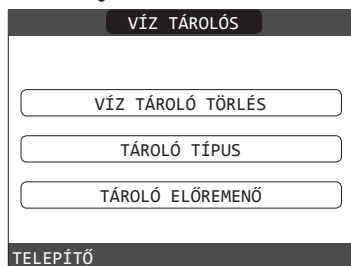 VÍZ TÁROLÓS
VÍZ TÁROLÓ TÖRLÉS
TÁROLÓ TÍPUS
TÁROLÓ ELŐREMENŐ
TELEPÍTŐ